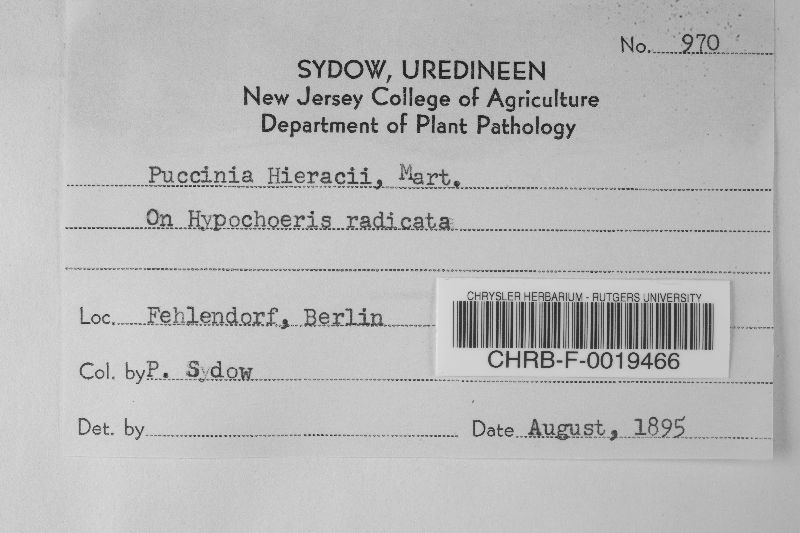 No. 970
SYDOW, UREDINEEN
New Jersey College of Agriculture
Department of Plant Pathology
Puccinia Hieracii, Mart.
On Hypochoeris radicata
Loc. Fehlendorf, Berlin
CHRYSLER HERBARIUM - RUTGERS UNIVERSITY
CHRB-F-0019466
Col. by P. Sydow
Det. by
Date August, 1895